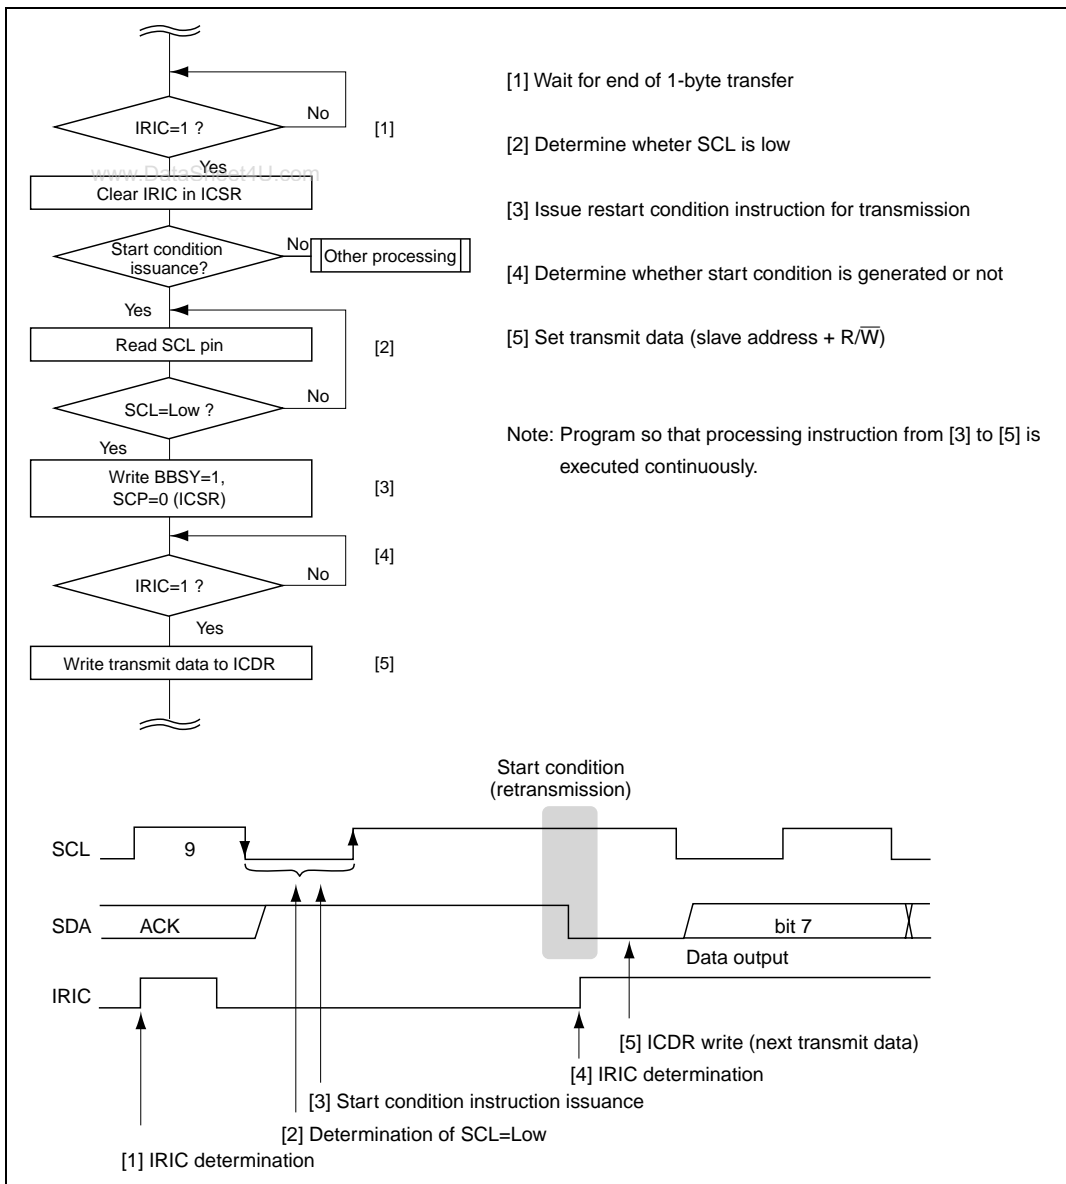 IRIC=1 ?
No
[1]
Yes
www.DataSheet4U.com
Clear IRIC in ICSR
Start condition
issuance?
No
Other processing
Yes
Read SCL pin
[2]
SCL=Low ?
No
Yes
Write BBSY=1,
SCP=0 (ICSR)
[3]
[4]
IRIC=1 ?
No
Yes
Write transmit data to ICDR
[5]
[1] Wait for end of 1-byte transfer
[2] Determine wheter SCL is low
[3] Issue restart condition instruction for transmission
[4] Determine whether start condition is generated or not
[5] Set transmit data (slave address + R/W̅)
Note: Program so that processing instruction from [3] to [5] is
executed continuously.
Start condition
(retransmission)
SCL
9
SDA
ACK
bit 7
Data output
IRIC
[5] ICDR write (next transmit data)
[4] IRIC determination
[3] Start condition instruction issuance
[2] Determination of SCL=Low
[1] IRIC determination